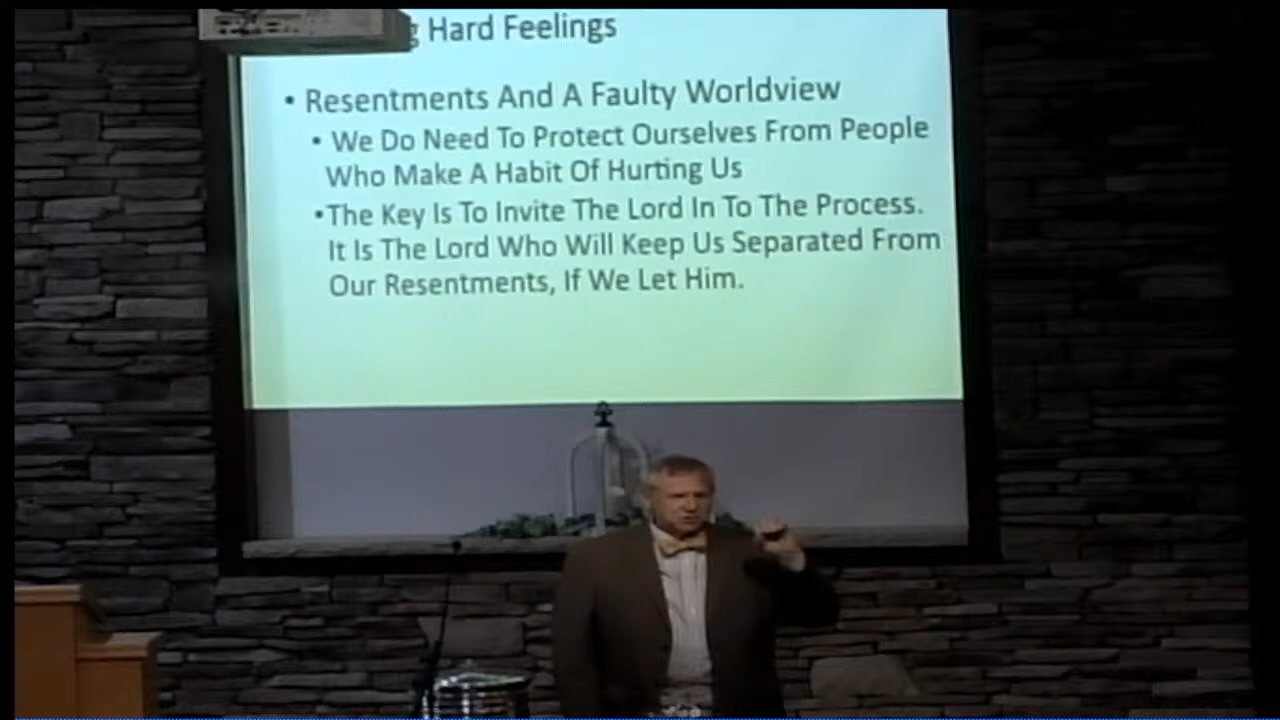 Hard Feelings
• Resentments And A Faulty Worldview
• We Do Need To Protect Ourselves From People
Who Make A Habit Of Hurting Us
•The Key Is To Invite The Lord In To The Process.
It Is The Lord Who Will Keep Us Separated From
Our Resentments, If We Let Him.